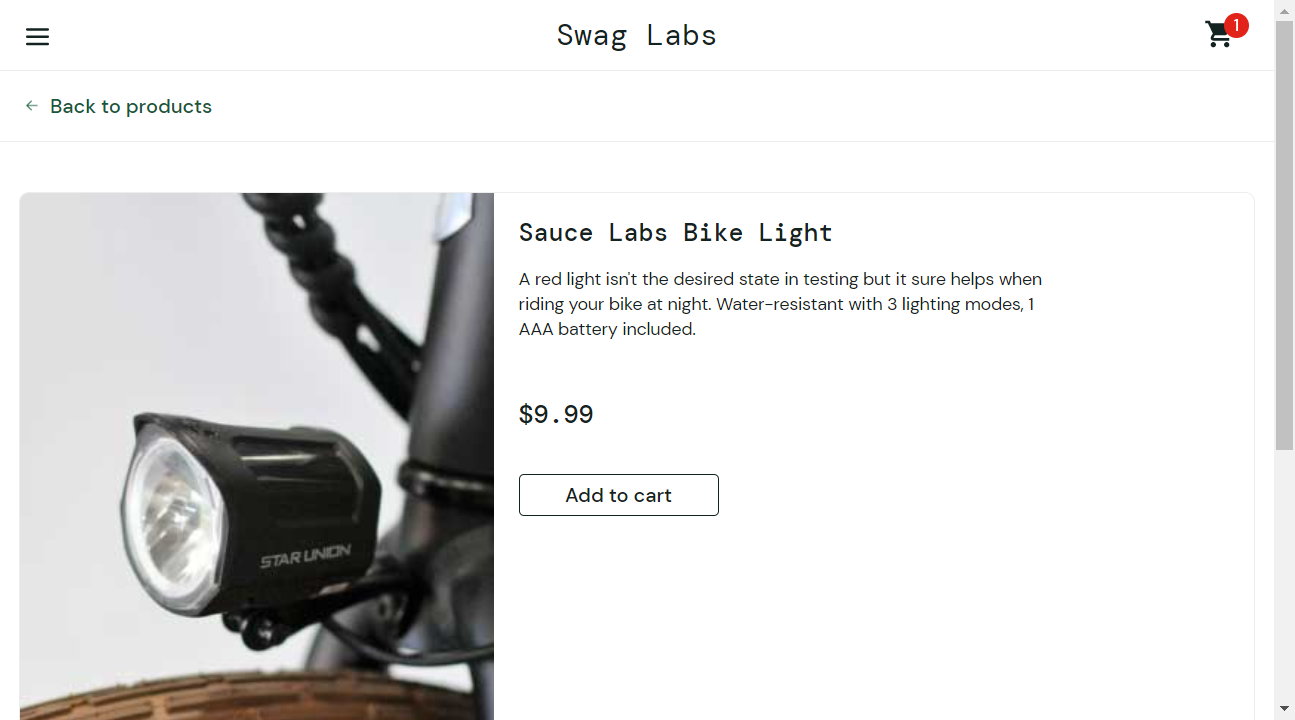 Swag Labs
1
Back to products
Sauce Labs Bike Light
A red light isn't the desired state in testing but it sure helps when
riding your bike at night. Water-resistant with 3 lighting modes, 1
AAA battery included.
$9.99
Add to cart
STAR UNION